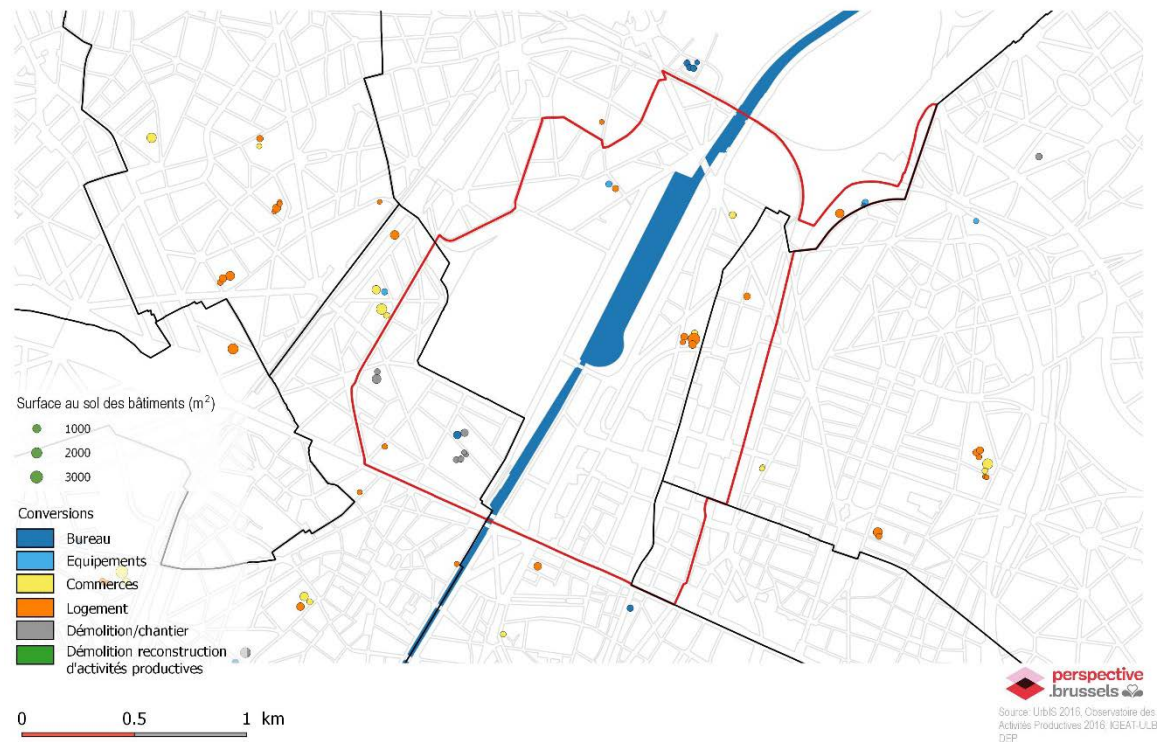 Surface au sol des bâtiments (m²)
1000
2000
3000
Conversions
Bureau
Equipements
Commerces
Logement
Démolition/chantier
Démolition reconstruction
d'activités productives
0 0.5 1 km
perspective
.brussels
Source: UrbIS 2016, Observatoire des
Activités Productives 2016, IGEAT-ULB
DEP